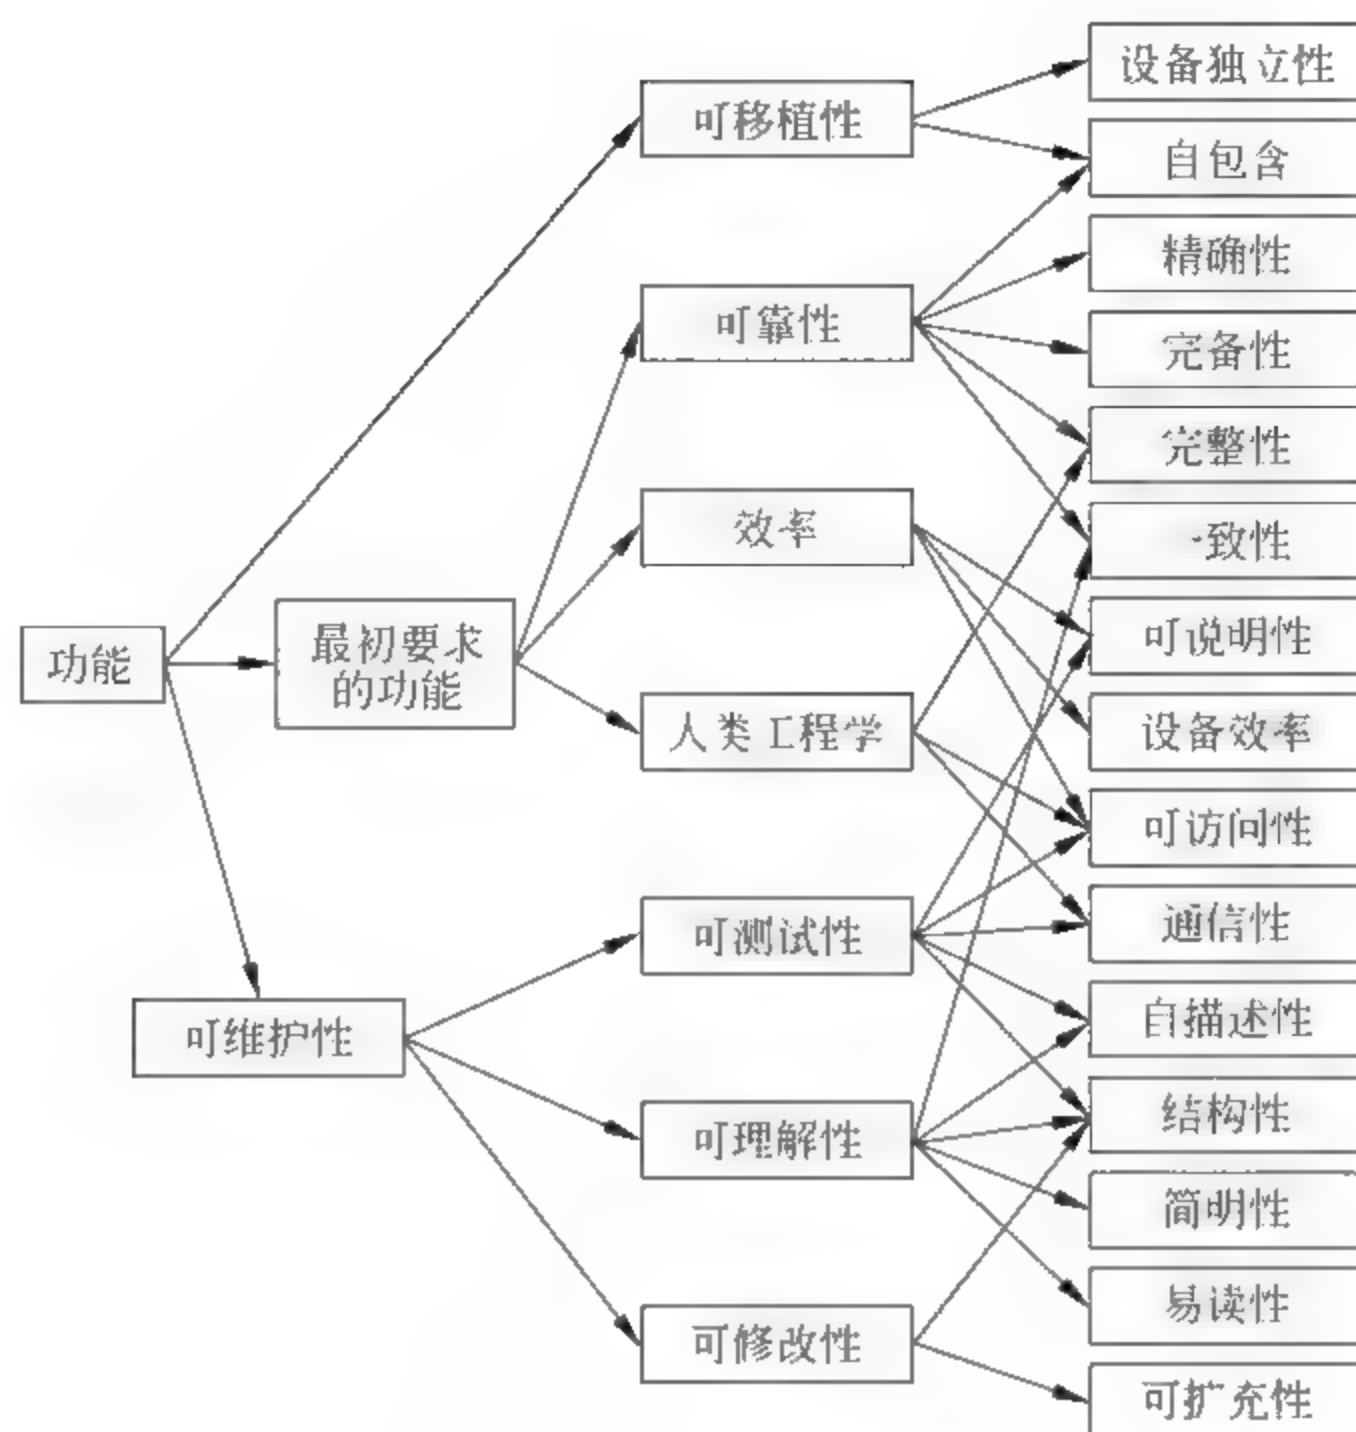 设备独立性
可移植性
自包含
精确性
可靠性
完备性
完整性
效率
一致性
最初要求
的功能
可说明性
功能
人类工程学
设备效率
可访问性
可测试性
通信性
可维护性
自描述性
可理解性
结构性
简明性
易读性
可修改性
可扩充性